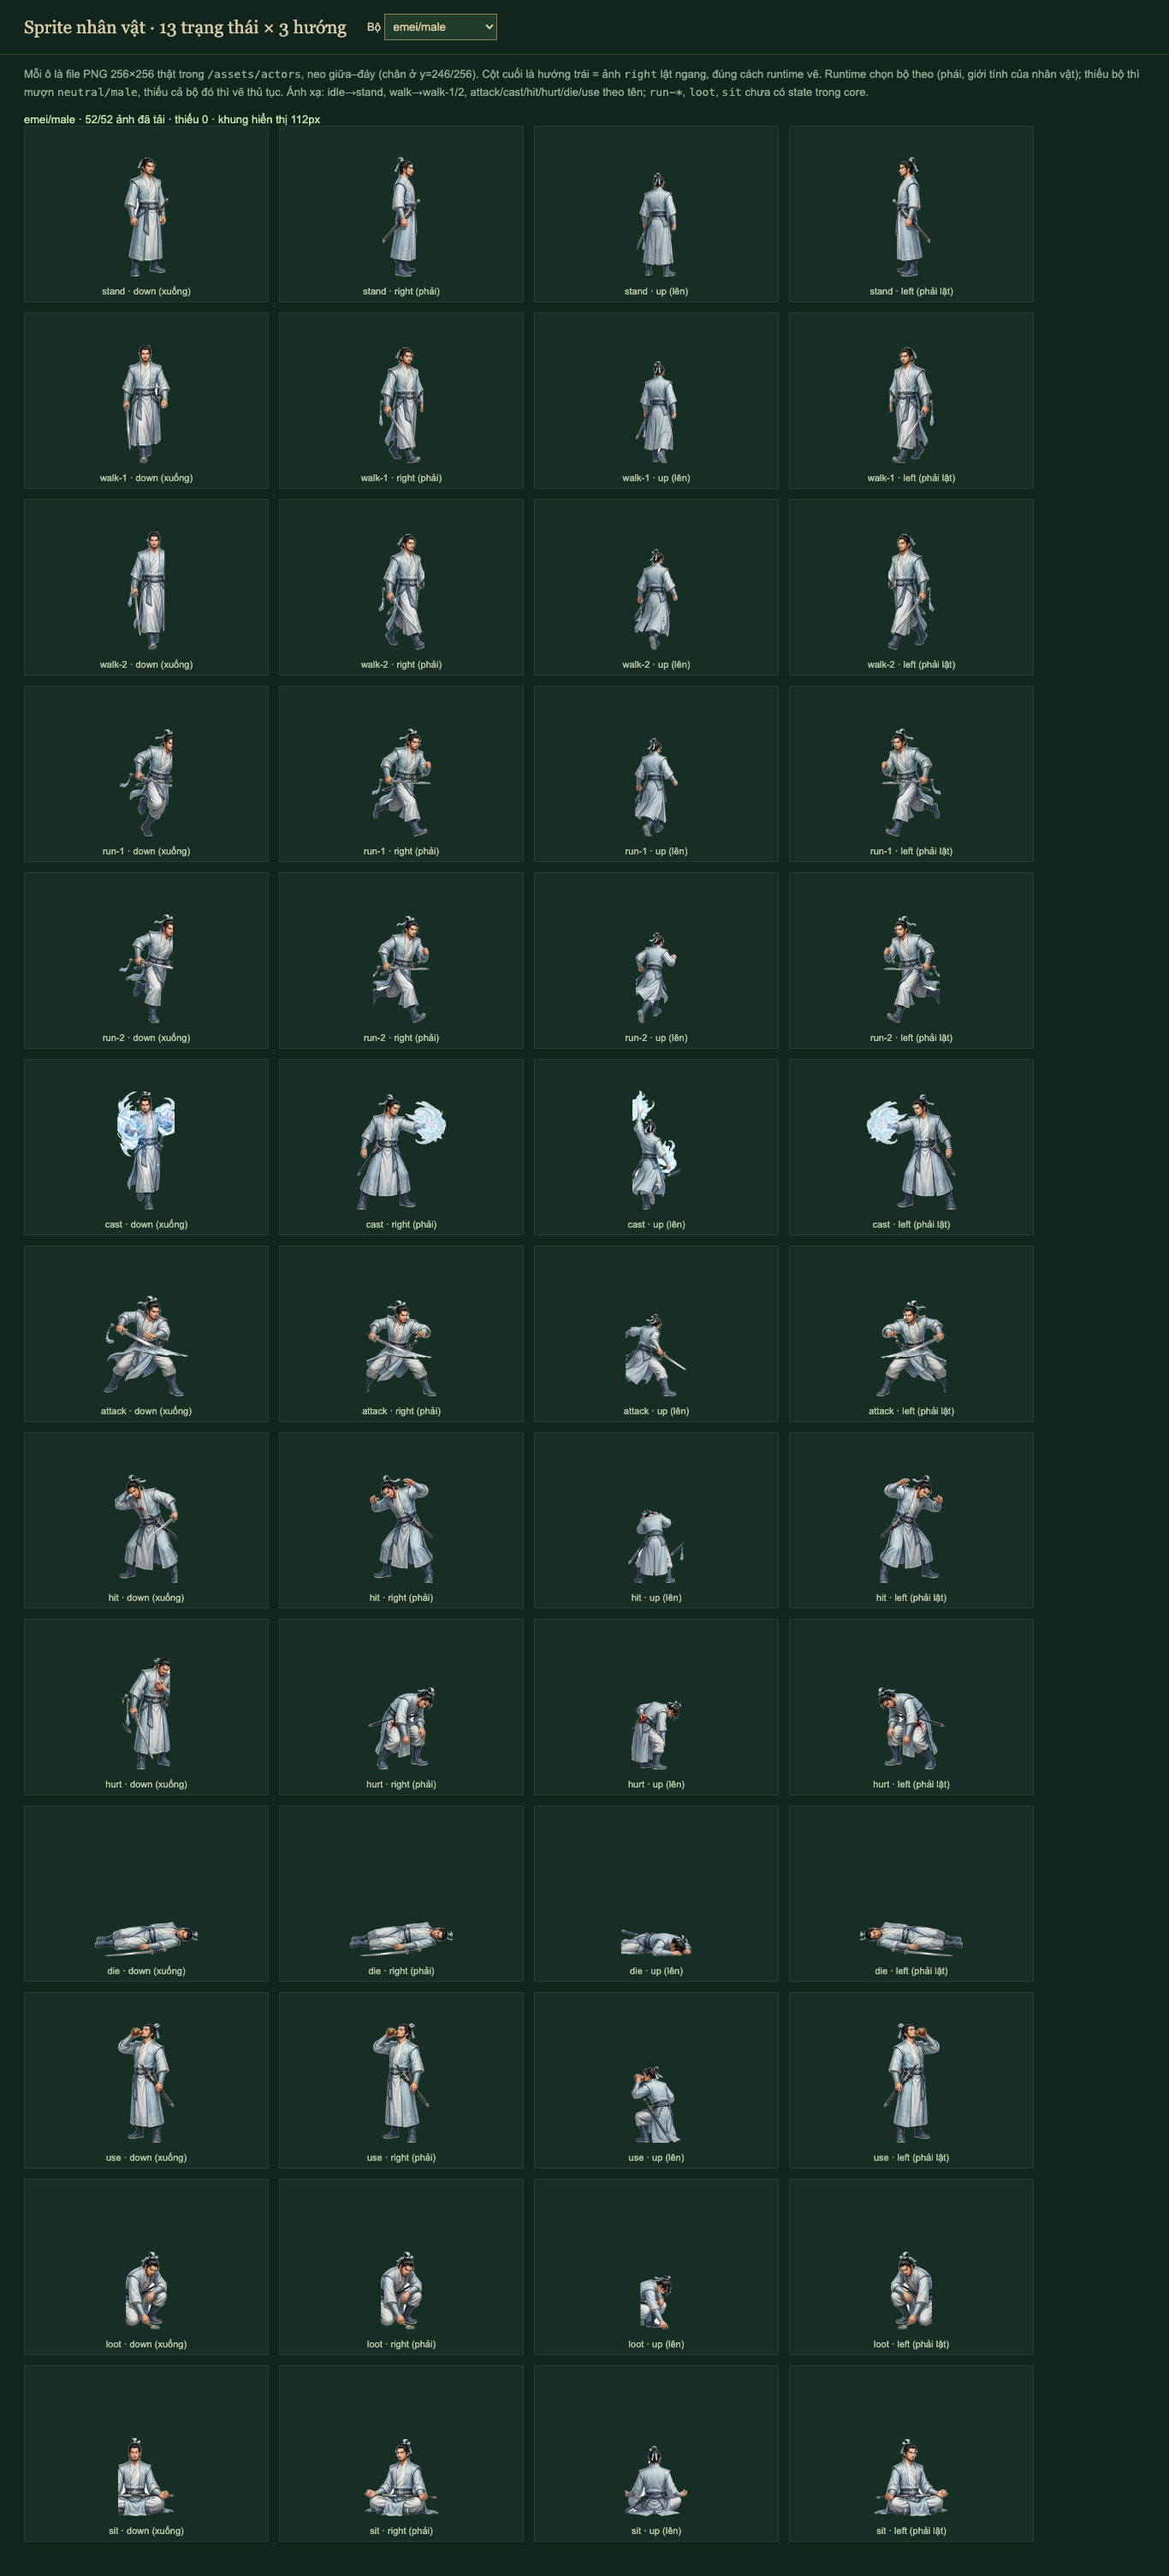 Sprite nhân vật · 13 trạng thái × 3 hướng
Bộ emei/male
Mỗi ô là file PNG 256×256 thật trong /assets/actors, neo giữa–đáy (chân ở y=246/256). Cột cuối là hướng trái = ảnh right lật ngang, đúng cách runtime vẽ. Runtime chọn bộ theo (phái, giới tính của nhân vật); thiếu bộ thì
mượn neutral/male, thiếu cả bộ đó thì vẽ thủ tục. Ánh xạ: idle→stand, walk→walk-1/2, attack/cast/hit/hurt/die/use theo tên; run-*, loot, sit chưa có state trong core.
emei/male · 52/52 ảnh đã tải · thiếu 0 · khung hiển thị 112px
stand · down (xuống) stand · right (phải) stand · up (lên) stand · left (phải lật)
walk-1 · down (xuống) walk-1 · right (phải) walk-1 · up (lên) walk-1 · left (phải lật)
walk-2 · down (xuống) walk-2 · right (phải) walk-2 · up (lên) walk-2 · left (phải lật)
run-1 · down (xuống) run-1 · right (phải) run-1 · up (lên) run-1 · left (phải lật)
run-2 · down (xuống) run-2 · right (phải) run-2 · up (lên) run-2 · left (phải lật)
cast · down (xuống) cast · right (phải) cast · up (lên) cast · left (phải lật)
attack · down (xuống) attack · right (phải) attack · up (lên) attack · left (phải lật)
hit · down (xuống) hit · right (phải) hit · up (lên) hit · left (phải lật)
hurt · down (xuống) hurt · right (phải) hurt · up (lên) hurt · left (phải lật)
die · down (xuống) die · right (phải) die · up (lên) die · left (phải lật)
use · down (xuống) use · right (phải) use · up (lên) use · left (phải lật)
loot · down (xuống) loot · right (phải) loot · up (lên) loot · left (phải lật)
sit · down (xuống) sit · right (phải) sit · up (lên) sit · left (phải lật)